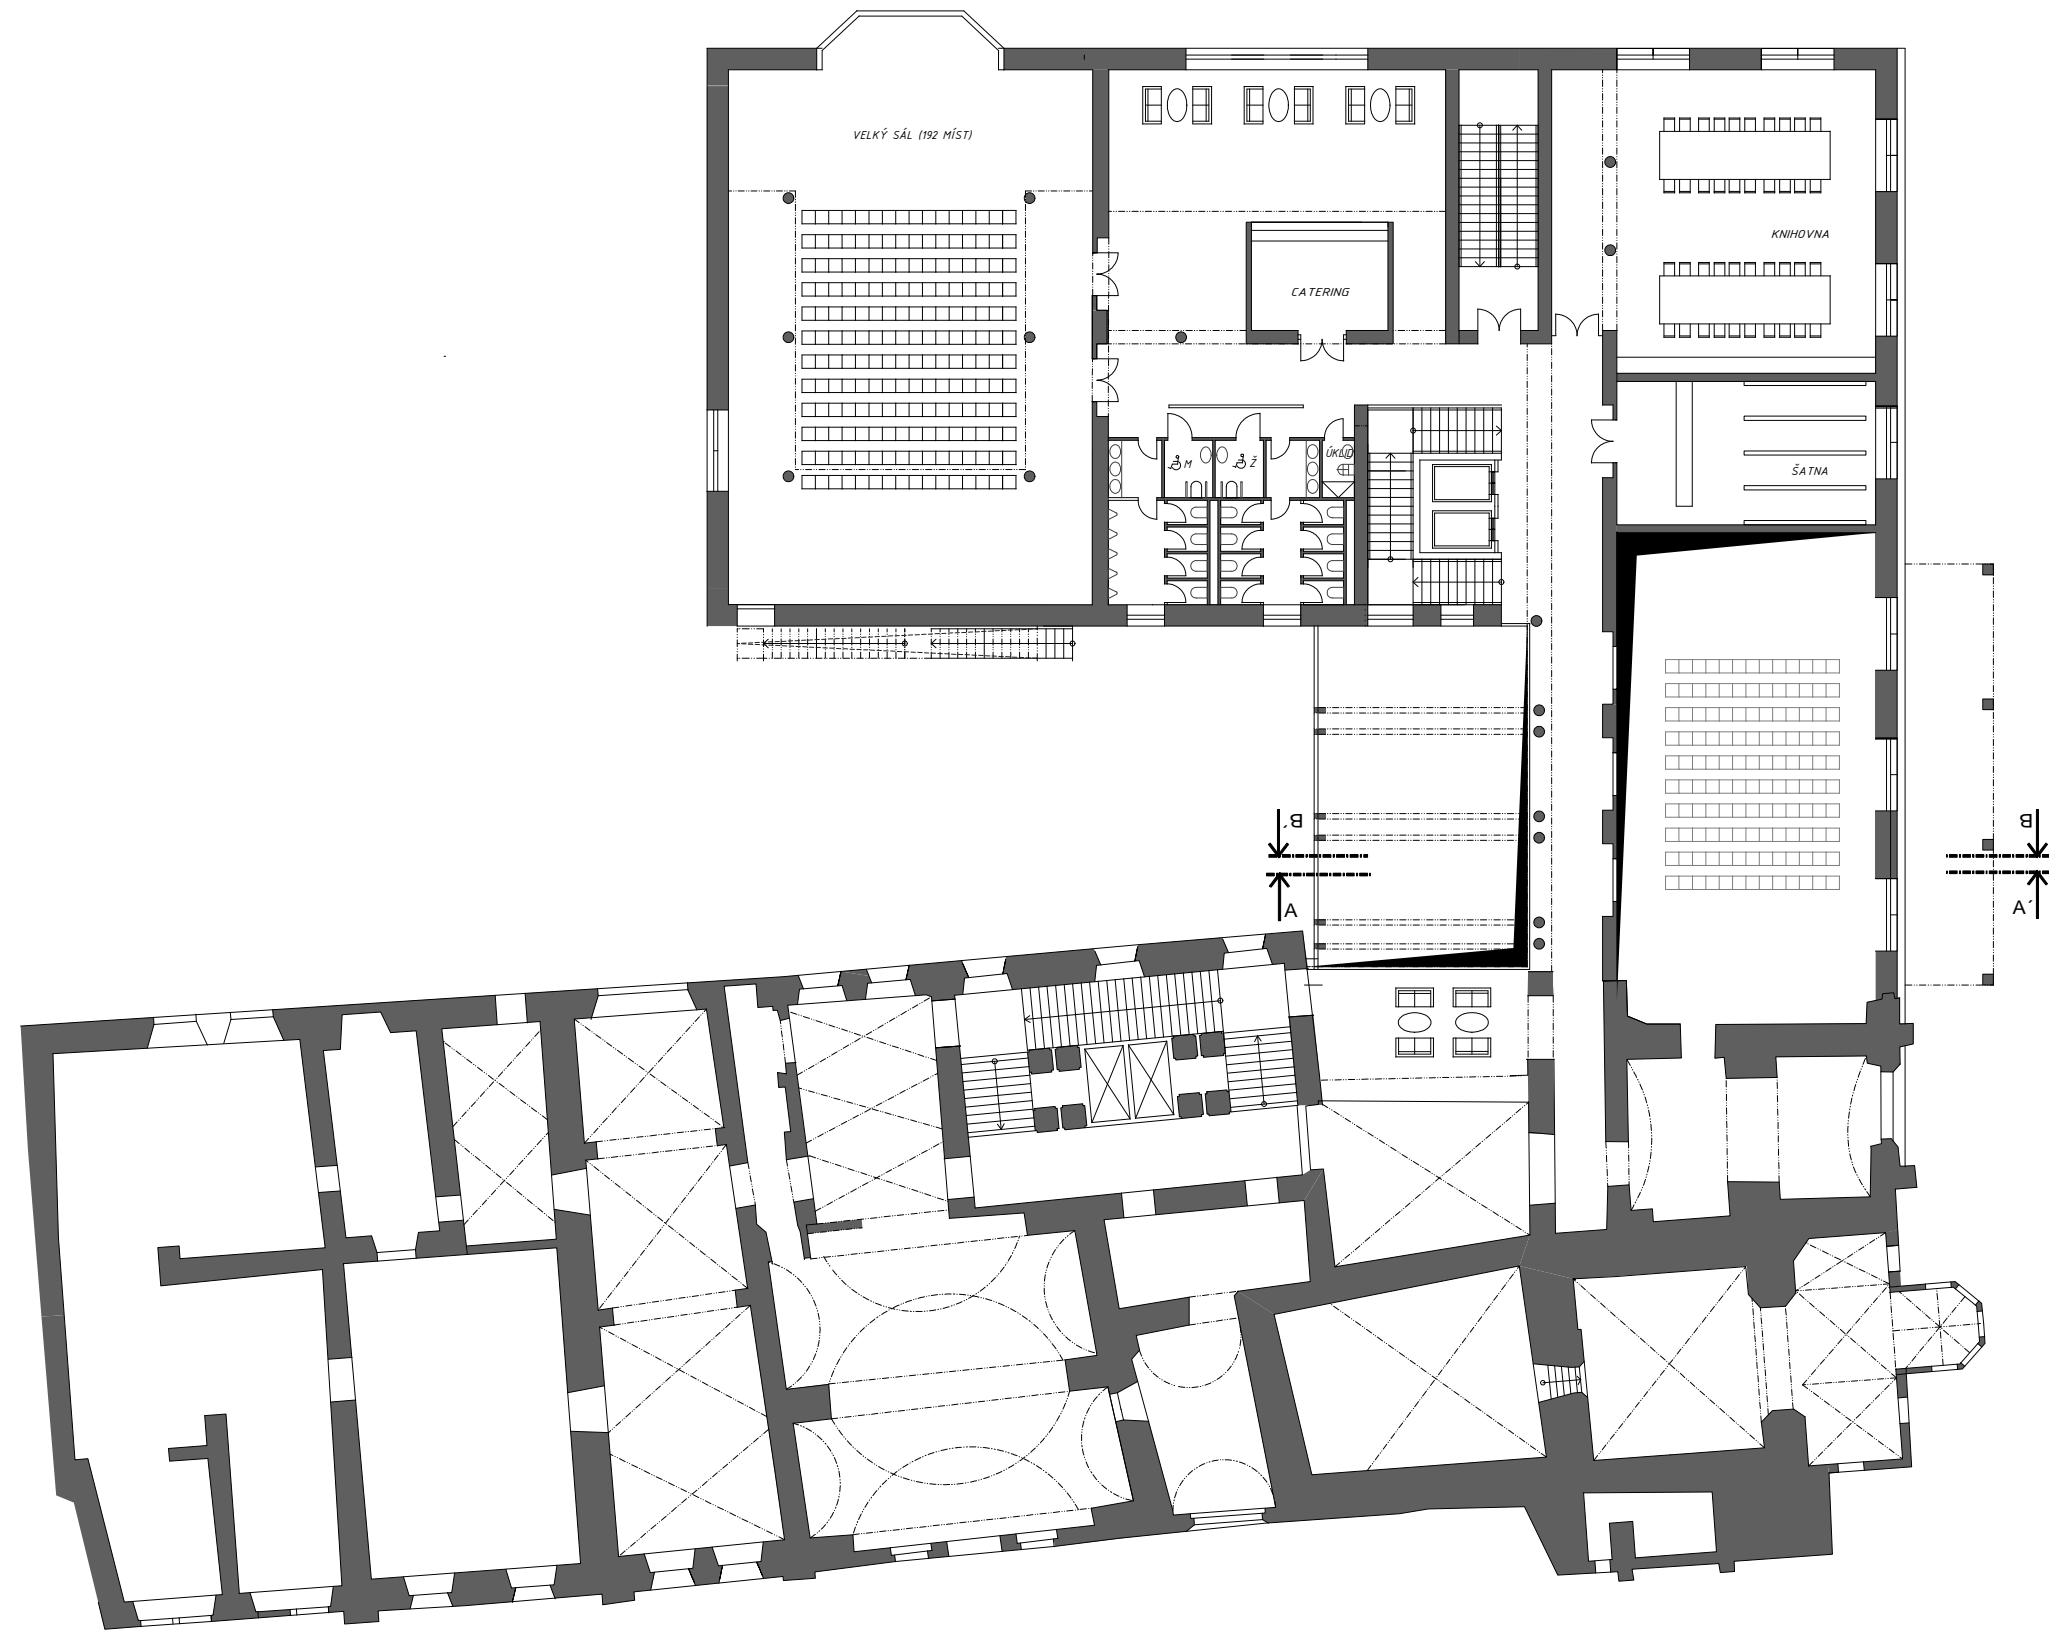 VELKÝ SÁL (192 MÍST)
KNIHOVNA
CATERING
M
Ž
ÚKLID
ŠATNA
B´
B
A
A´